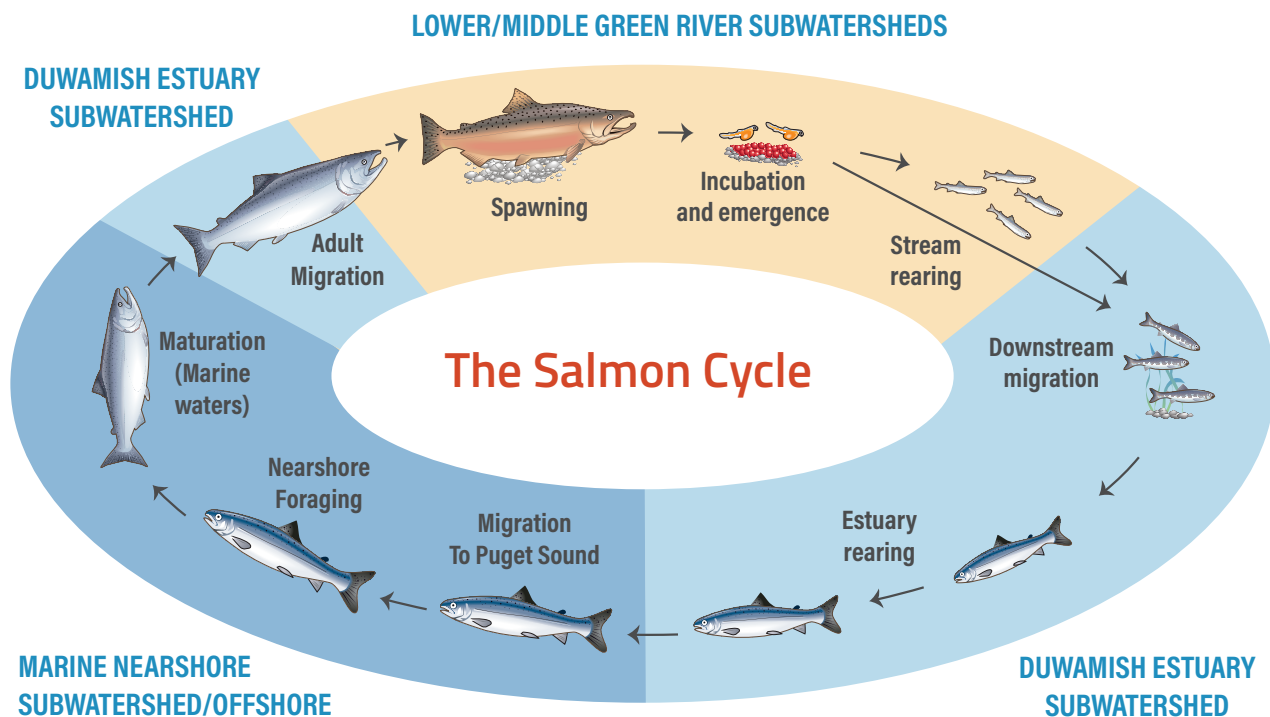 LOWER/MIDDLE GREEN RIVER SUBWATERSHEDS
DUWAMISH ESTUARY
SUBWATERSHED
Spawning
Incubation
and emergence
Stream
rearing
Adult
Migration
The Salmon Cycle
Downstream
migration
Maturation
(Marine
waters)
Nearshore
Foraging
Migration
To Puget Sound
Estuary
rearing
MARINE NEARSHORE
SUBWATERSHED/OFFSHORE
DUWAMISH ESTUARY
SUBWATERSHED